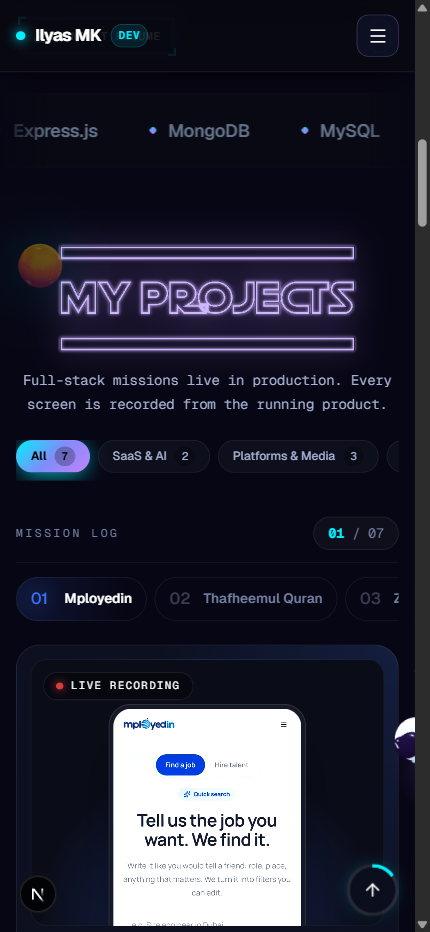 Ilyas MK DEV
Express.js
MongoDB
MySQL
MY PROJECTS
Full-stack missions live in production. Every
screen is recorded from the running product.
All 7
SaaS & AI 2
Platforms & Media 3
MISSION LOG
01 / 07
01 Mployedin
02 Thafheemul Quran
03
LIVE RECORDING
mployedin
Find a job
Hire talent
Quick search
Tell us the job you
want. We find it.
Write it like you would tell a friend: role, place,
anything that matters. We turn it into filters you
can edit.
N